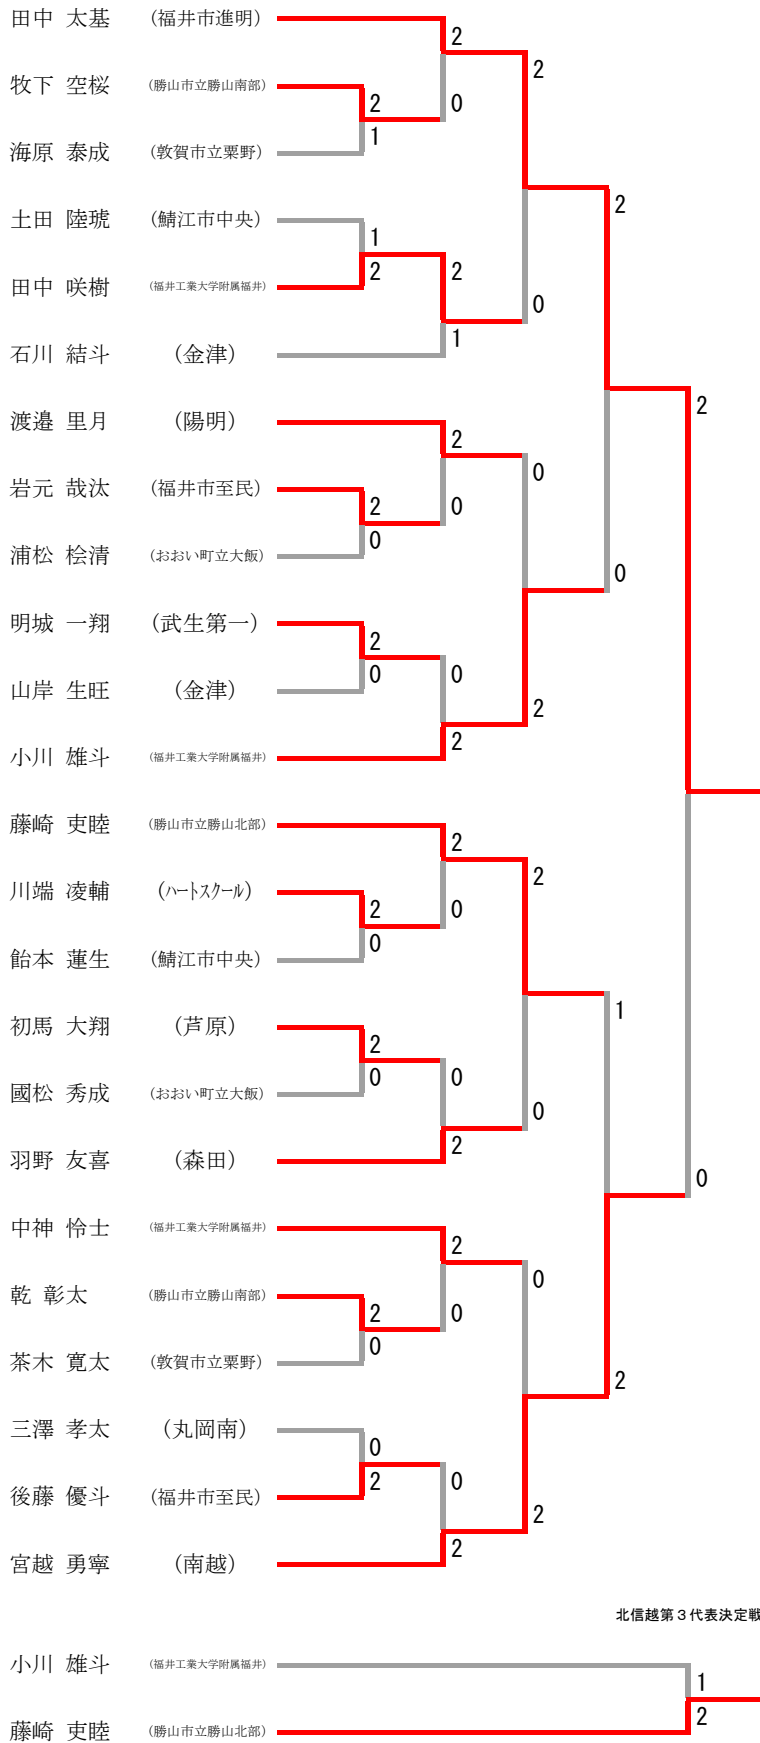 田中 太基 (福井市進明)
2
2
牧下 空桜 (勝山市立勝山南部)
2
0
1
海原 泰成 (敦賀市立粟野)
2
土田 陸琥 (鯖江市中央)
1
2
2
田中 咲樹 (福井工業大学附属福井)
0
1
石川 結斗 (金津)
2
渡邉 里月 (陽明)
2
0
岩元 哉汰 (福井市至民)
2
0
0
浦松 桧清 (おおい町立大飯)
0
明城 一翔 (武生第一)
2
0
0
山岸 生旺 (金津)
2
2
小川 雄斗 (福井工業大学附属福井)
藤崎 吏睦 (勝山市立勝山北部)
2
2
川端 凌輔 (ハートスクール)
2
0
0
飴本 蓮生 (鯖江市中央)
1
初馬 大翔 (芦原)
2
0
0
國松 秀成 (おおい町立大飯)
0
2
羽野 友喜 (森田)
0
中神 怜士 (福井工業大学附属福井)
2
0
乾 彰太 (勝山市立勝山南部)
2
0
0
茶木 寛太 (敦賀市立粟野)
2
三澤 孝太 (丸岡南)
0
2
0
後藤 優斗 (福井市至民)
2
2
宮越 勇寧 (南越)
北信越第3代表決定戦
小川 雄斗 (福井工業大学附属福井)
1
2
藤崎 吏睦 (勝山市立勝山北部)